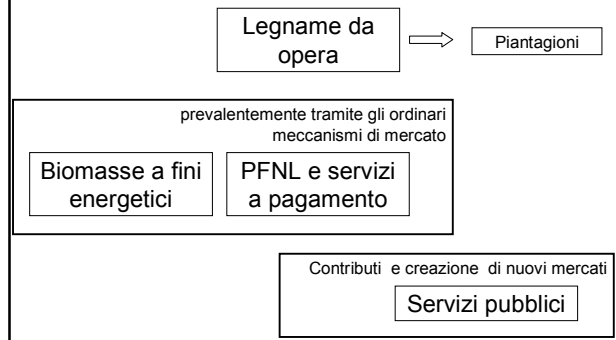 Legname da
opera
Piantagioni
prevalentemente tramite gli ordinari
meccanismi di mercato
Biomasse a fini
energetici
PFNL e servizi
a pagamento
Contributi e creazione di nuovi mercati
Servizi pubblici